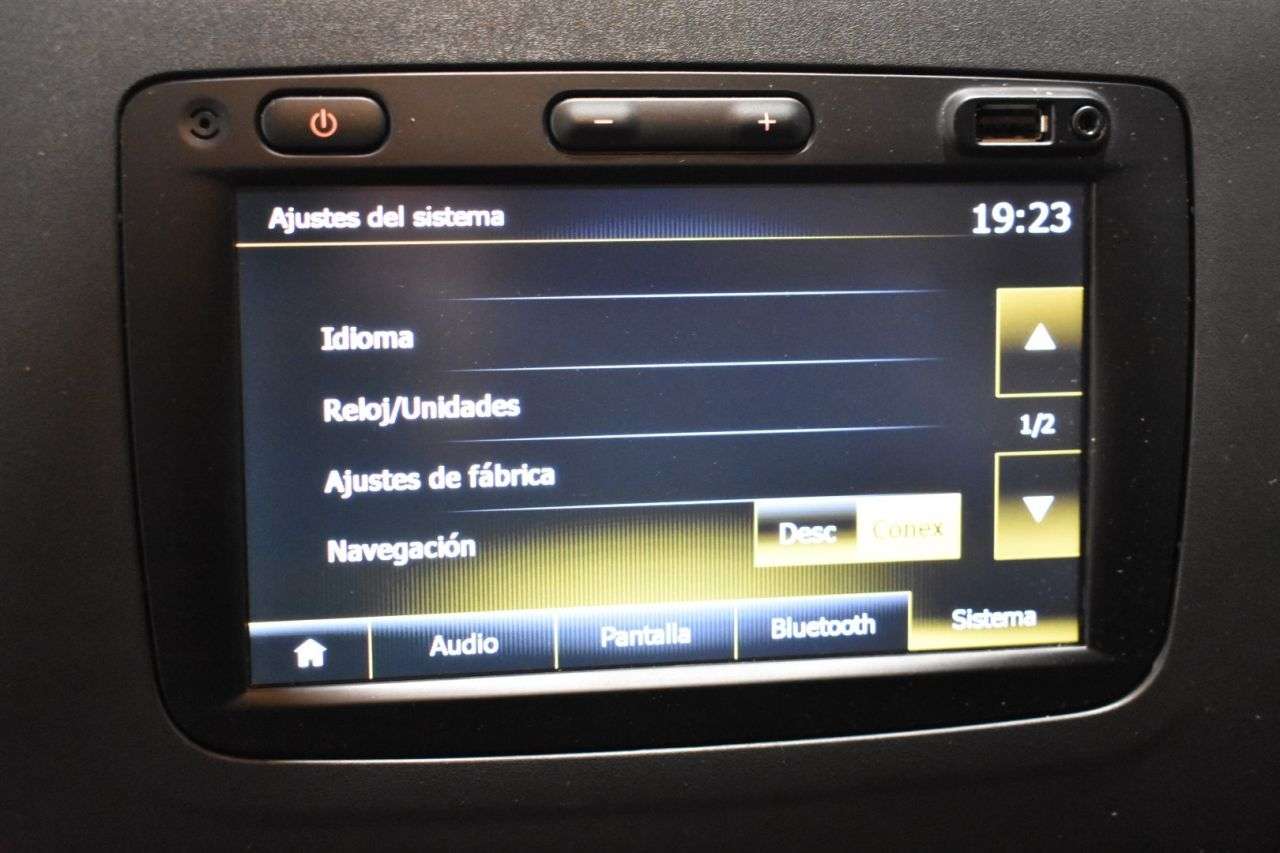 Ajustes del sistema 19:23
Idioma
Reloj/Unidades
1/2
Ajustes de fábrica
Navegación Desc Conex
Audio Pantalla Bluetooth Sistema